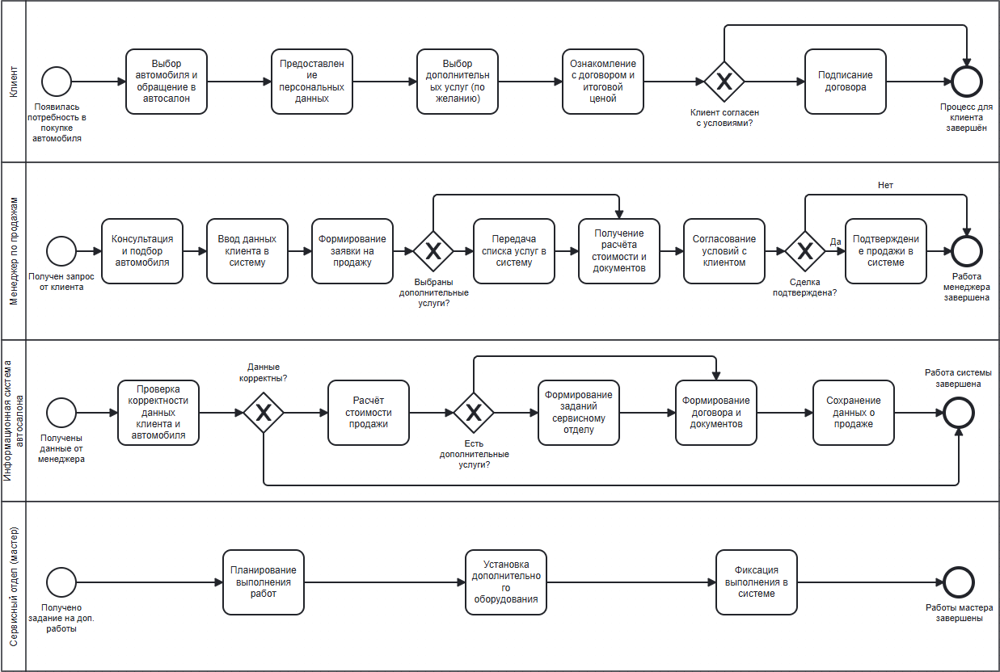 Клиент
Появилась
потребность в
покупке
автомобиля
Выбор
автомобиля и
обращение в
автосалон
Предоставлен
ие
персональных
данных
Выбор
дополнительн
ых услуг (по
желанию)
Ознакомление
с договором и
итоговой
ценой
Клиент согласен
с условиями?
Подписание
договора
Процесс для
клиента
завершён
Менеджер по продажам
Получен запрос
от клиента
Консультация
и подбор
автомобиля
Ввод данных
клиента в
систему
Формирование
заявки на
продажу
Выбраны
дополнительные
услуги?
Передача
списка услуг в
систему
Получение
расчёта
стоимости и
документов
Согласование
условий с
клиентом
Сделка
подтверждена?
Нет
Да
Подтверждени
е продажи в
системе
Работа
менеджера
завершена
Информационная система
автосалона
Получены
данные от
менеджера
Проверка
корректности
данных
клиента и
автомобиля
Данные
корректны?
Расчёт
стоимости
продажи
Есть
дополнительные
услуги?
Формирование
заданий
сервисному
отделу
Формирование
договора и
документов
Сохранение
данных о
продаже
Работа системы
завершена
Сервисный отдел (мастер)
Получено
задание на доп.
работы
Планирование
выполнения
работ
Установка
дополнительно
го
оборудования
Фиксация
выполнения в
системе
Работы мастера
завершены